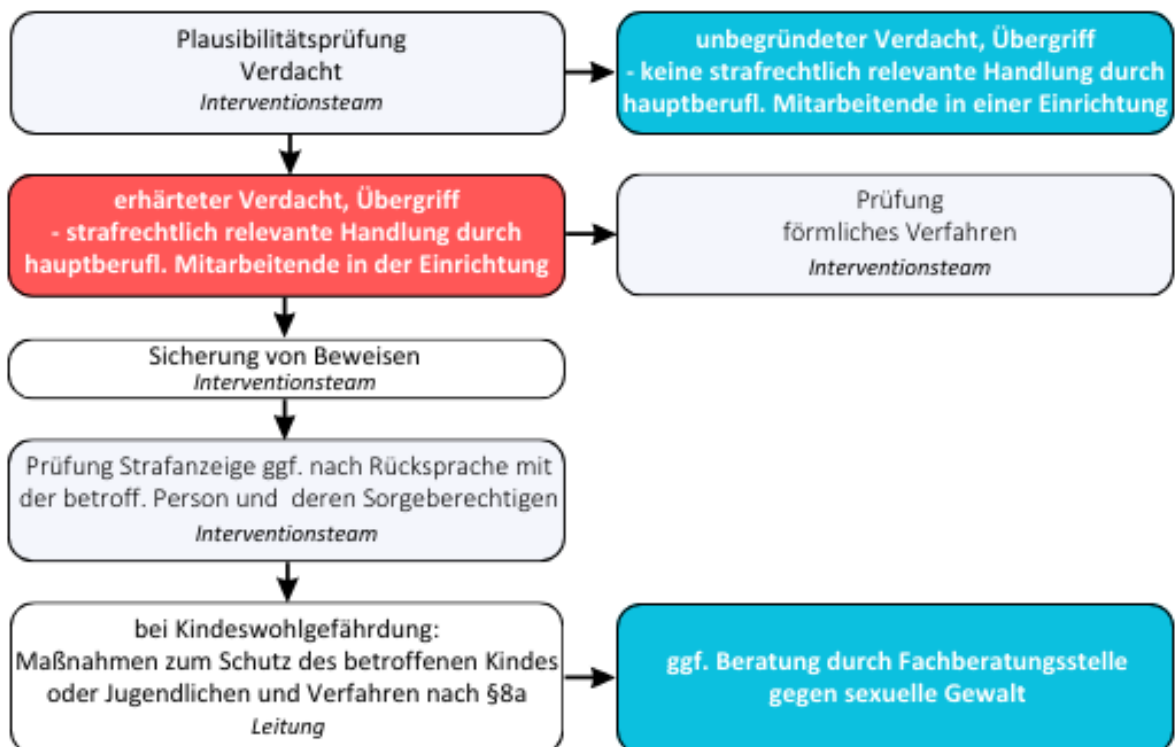 Plausibilitätsprüfung
Verdacht
Interventionsteam
unbegründeter Verdacht, Übergriff
- keine strafrechtlich relevante Handlung durch
hauptberufl. Mitarbeitende in einer Einrichtung
erhärteter Verdacht, Übergriff
- strafrechtlich relevante Handlung durch
hauptberufl. Mitarbeitende in der Einrichtung
Prüfung
förmliches Verfahren
Interventionsteam
Sicherung von Beweisen
Interventionsteam
Prüfung Strafanzeige ggf. nach Rücksprache mit
der betroff. Person und deren Sorgeberechtigen
Interventionsteam
bei Kindeswohlgefährdung:
Maßnahmen zum Schutz des betroffenen Kindes
oder Jugendlichen und Verfahren nach §8a
Leitung
ggf. Beratung durch Fachberatungsstelle
gegen sexuelle Gewalt